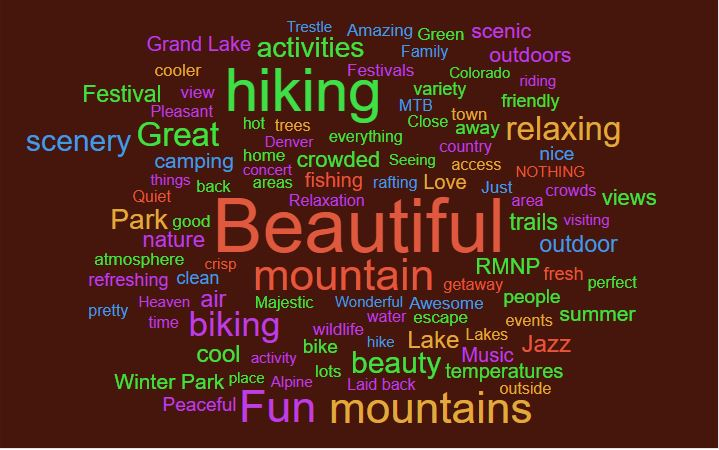 Trestle Amazing Green scenic
Grand Lake activities Family outdoors
cooler hiking Festivals Colorado riding
Festival view variety friendly
Pleasant MTB
hot trees Close town relaxing
scenery Great everything away
Denver country
camping home crowded Seeing access nice
concert NOTHING
things back areas fishing rafting Love Just crowds views
Quiet Relaxation area
Park good Beautiful trails visiting
nature outdoor
atmosphere crisp mountain RMNP fresh
refreshing clean getaway perfect
pretty Heaven air Majestic Wonderful Awesome people
time biking wildlife water escape events summer
hike Lake Lakes
cool activity bike beauty Music Jazz
Winter Park place Alpine lots Laid back temperatures
outside
Peaceful Fun mountains